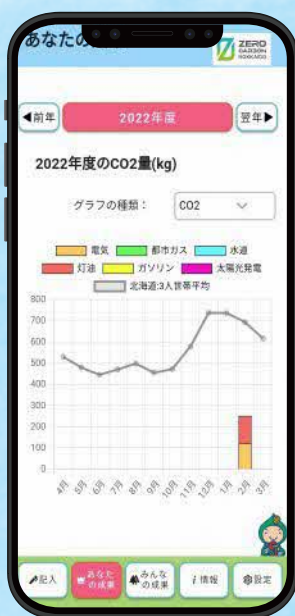 あなたの
ZERO
CARBON
HOKKAIDO
◀前年
2022年度
翌年▶
2022年度のCO2量(kg)
グラフの種類：
CO2
電気 都市ガス 水道
灯油 ガソリン 太陽光発電
北海道:3人世帯平均
800
700
600
500
400
300
200
100
0
4月 5月 6月 7月 8月 9月 10月 11月 12月 1月 2月 3月
記入
あなた
の成果
みんな
の成果
i 情報
設定